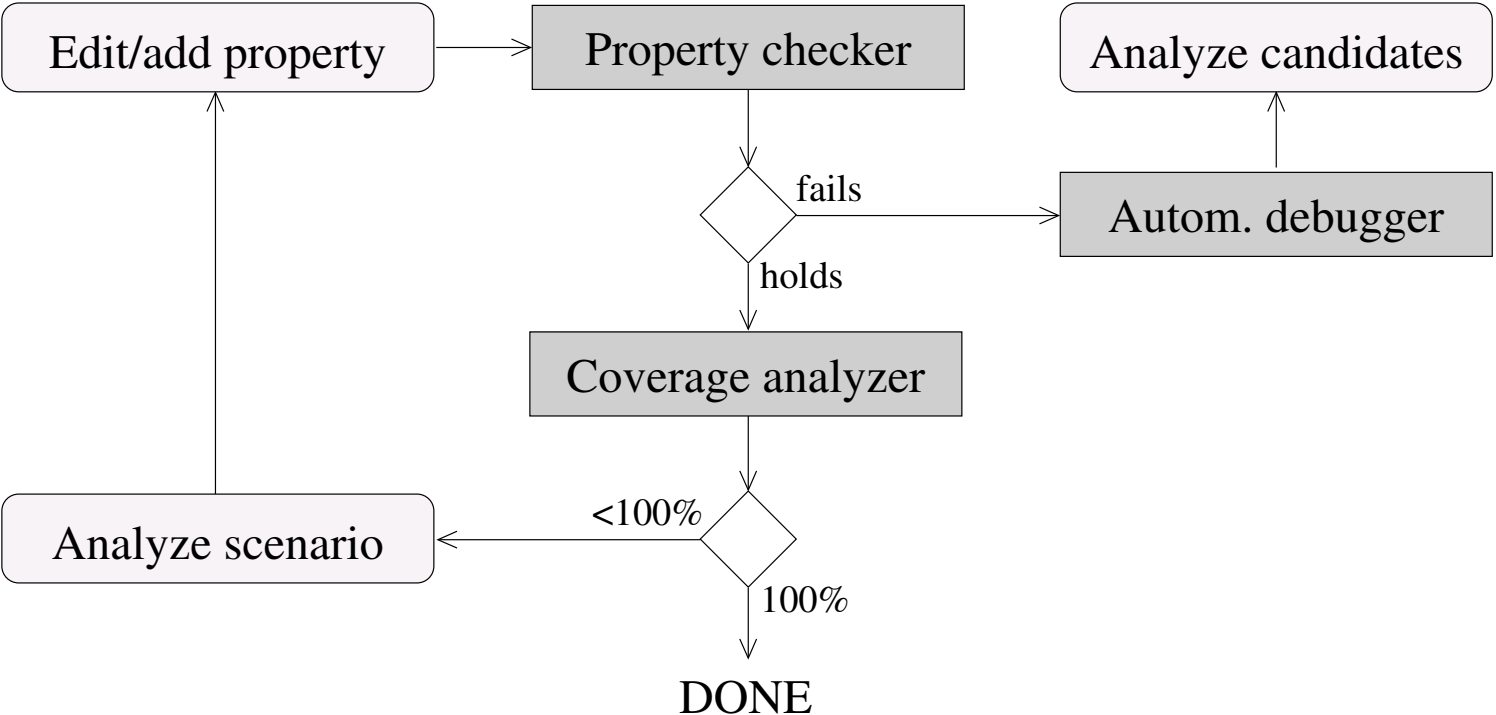 Edit/add property
Property checker
Analyze candidates
fails
Autom. debugger
holds
Coverage analyzer
<100%
Analyze scenario
100%
DONE